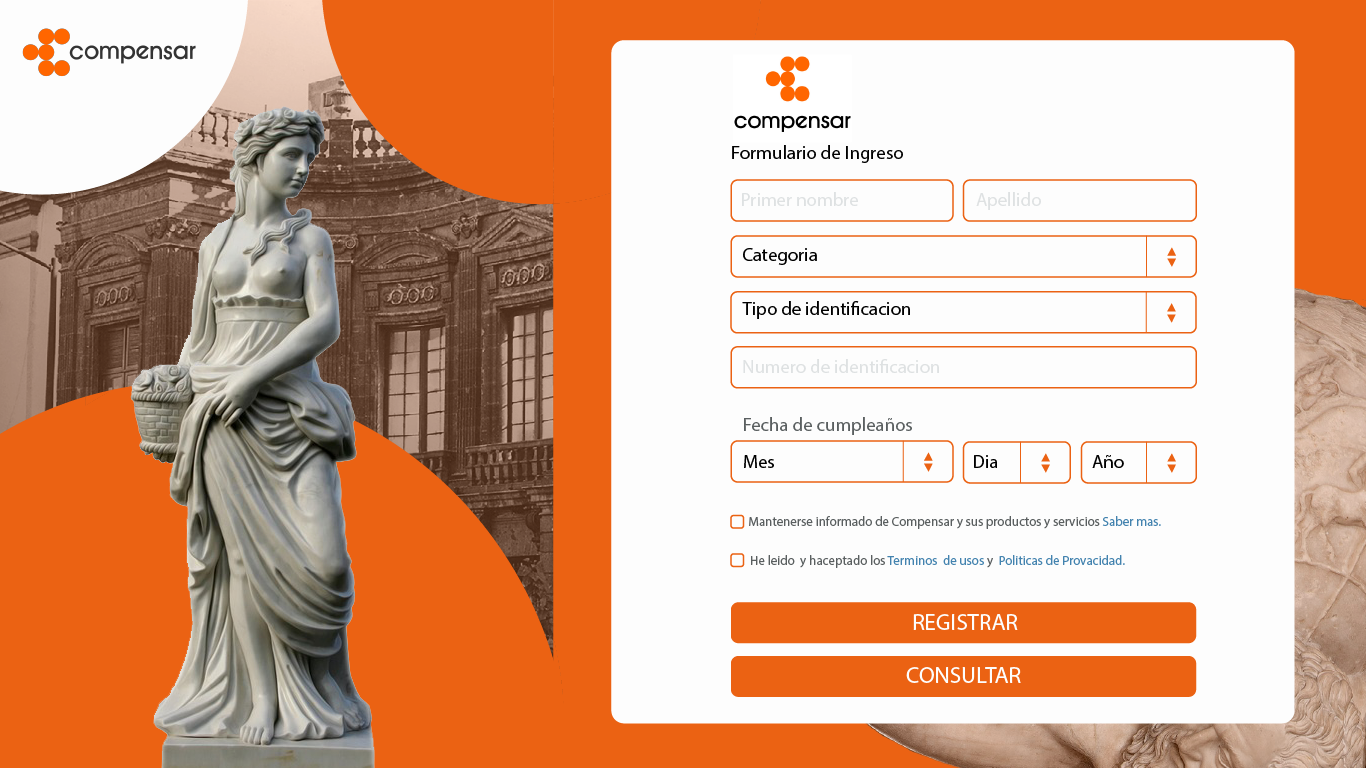 compensar
compensar
Formulario de Ingreso
Primer nombre Apellido
Categoria
Tipo de identificacion
Numero de identificacion
Fecha de cumpleaños
Mes Dia Año
Mantenerse informado de Compensar y sus productos y servicios Saber mas.
He leido y haceptado los Terminos de usos y Politicas de Provacidad.
REGISTRAR
CONSULTAR